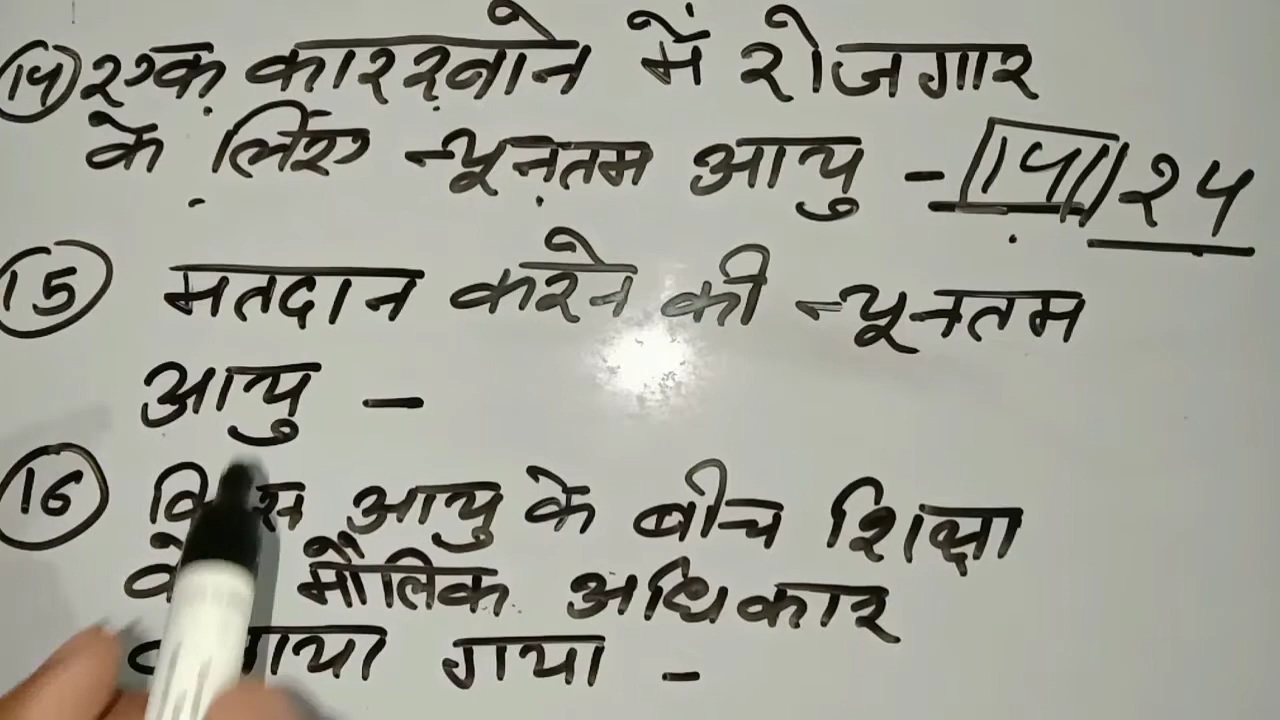 14 एक कारखाने में रोजगार
के लिए न्यूनतम आयु - 14 24
15 मतदान करने की न्यूनतम
आयु -
16 किस आयु के बीच शिक्षा
मौलिक अधिकार
गया -